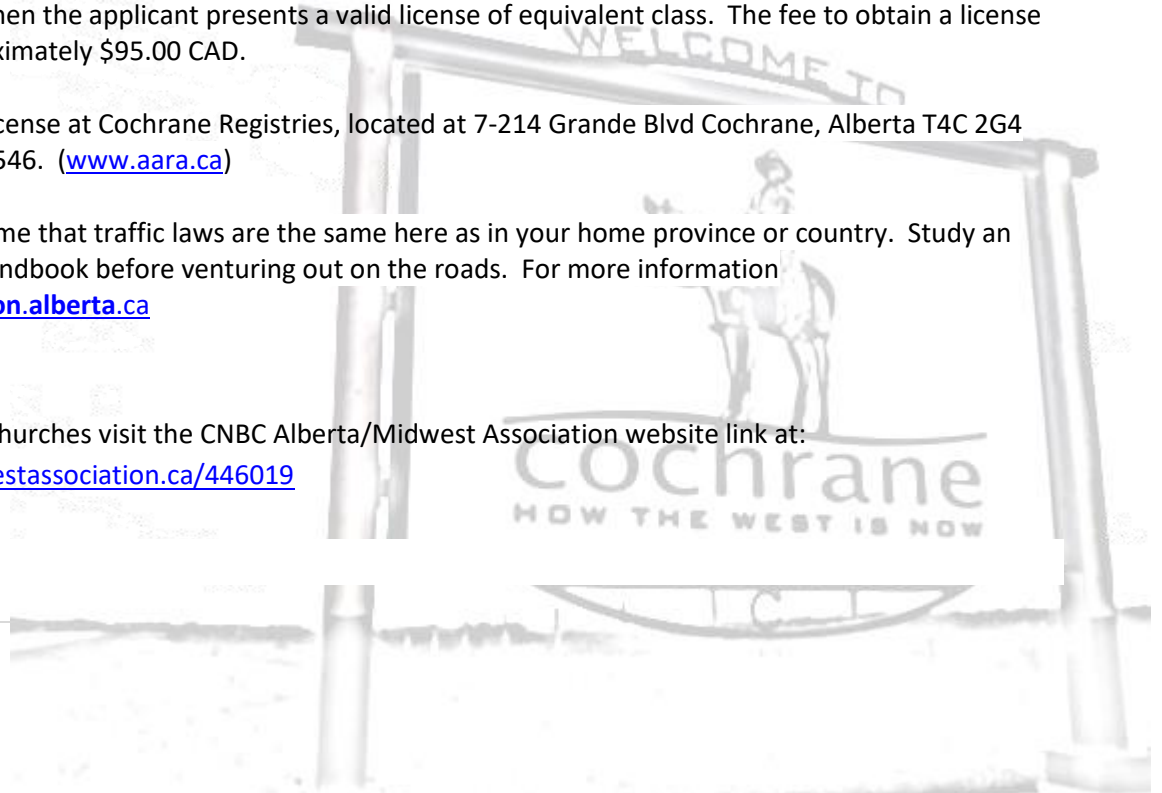 hen the applicant presents a valid license of equivalent class. The fee to obtain a license
ximately $95.00 CAD.
WELCOME TO
cense at Cochrane Registries, located at 7-214 Grande Blvd Cochrane, Alberta T4C 2G4
546. (www.aara.ca)
me that traffic laws are the same here as in your home province or country. Study an
ndbook before venturing out on the roads. For more information
on.alberta.ca
hurches visit the CNBC Alberta/Midwest Association website link at:
estassociation.ca/446019
cochrane
HOW THE WEST IS NOW
C